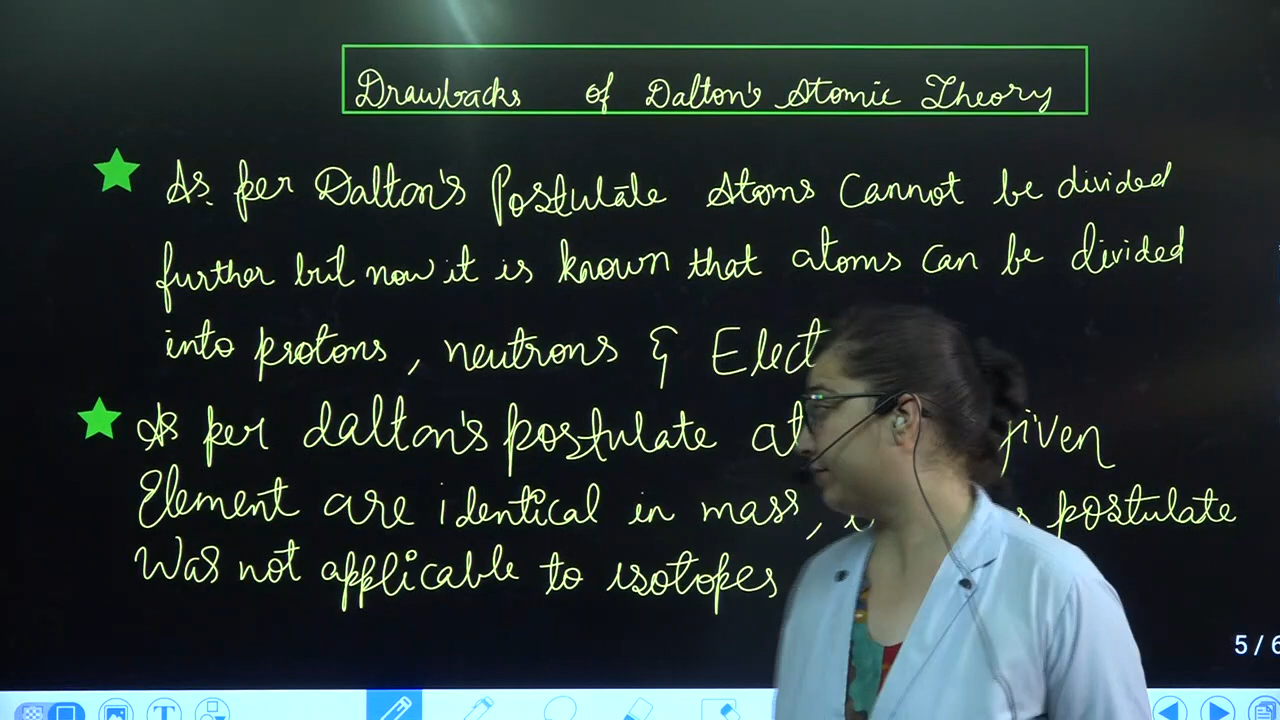 Drawbacks of Dalton's Atomic Theory
As per Dalton's Postulate Atoms Cannot be divided
further but now it is known that atoms can be divided
into protons, neutrons & Elect
As per dalton's postulate at given
Element are identical in mass, postulate
Was not applicable to isotopes
5/6